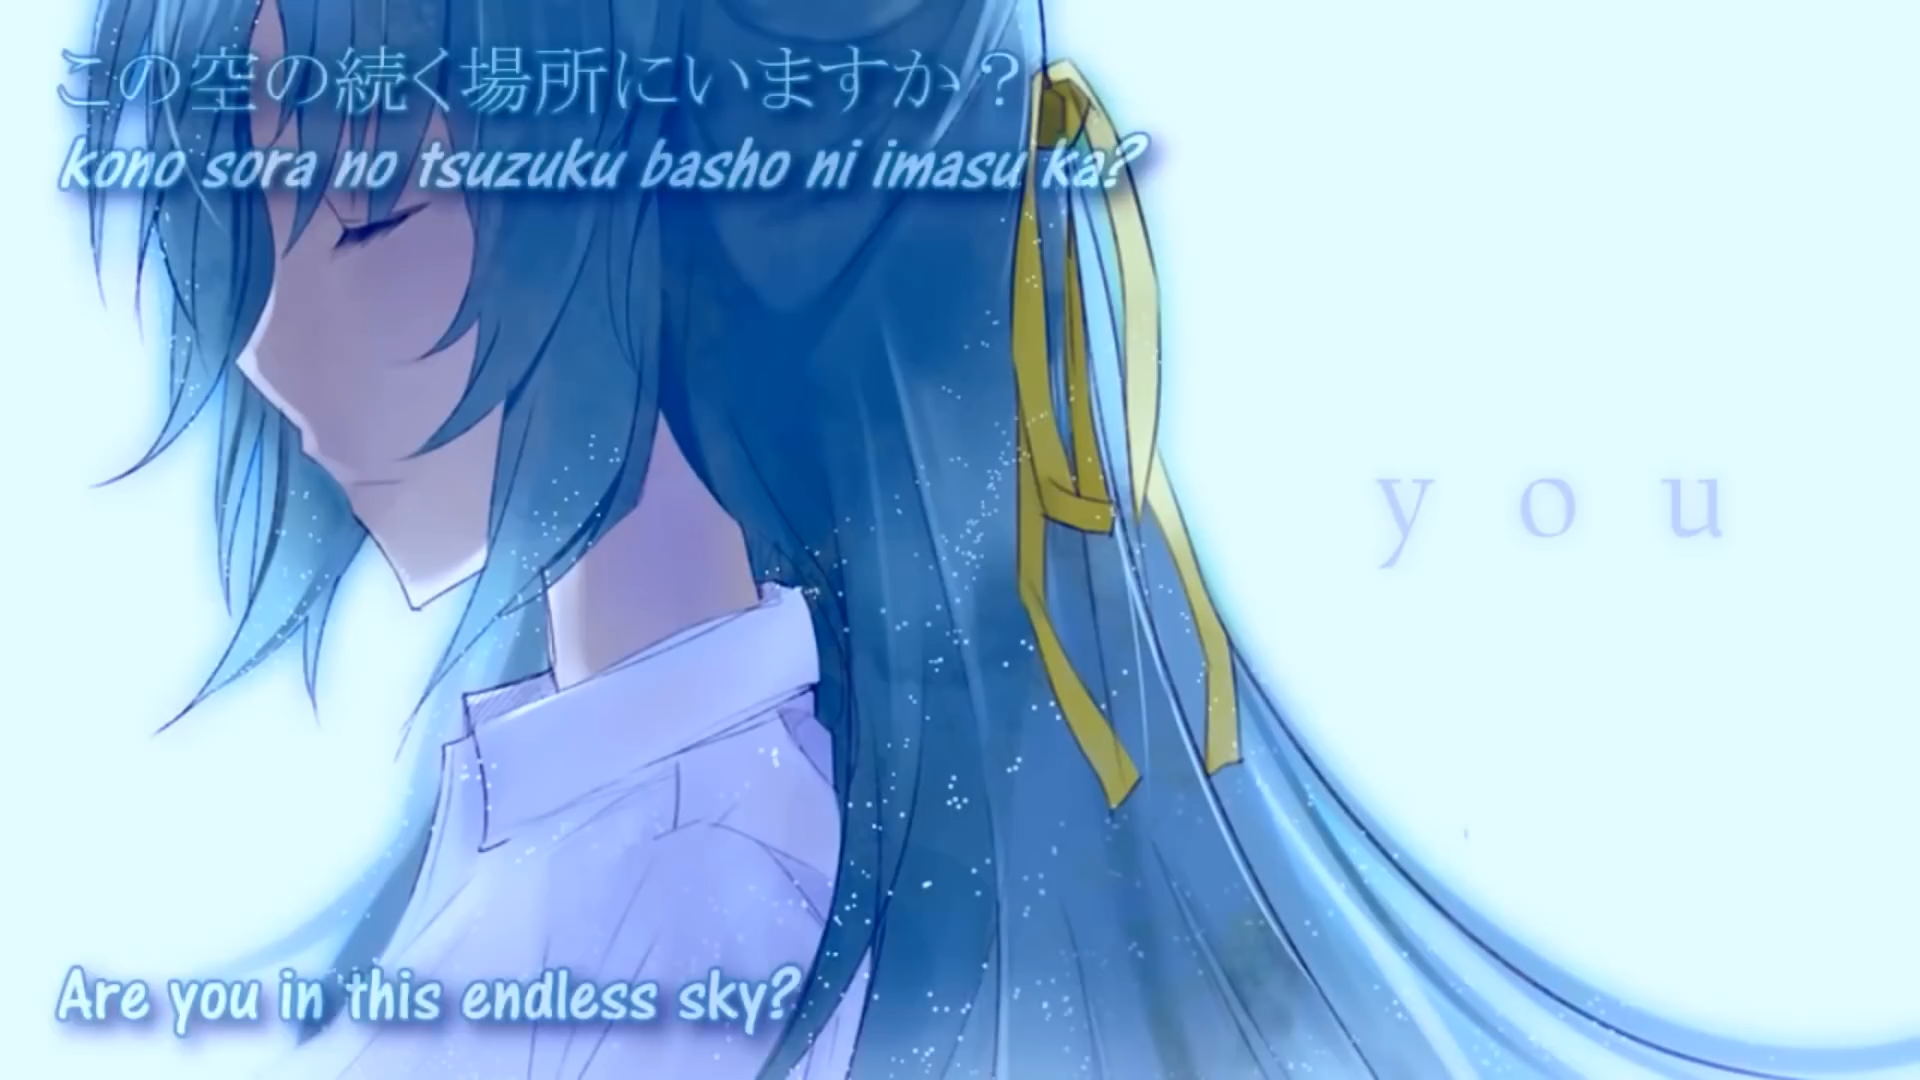 この空の続く場所にいますか？
kono sora no tsuzuku basho ni imasu ka?
you
Are you in this endless sky?